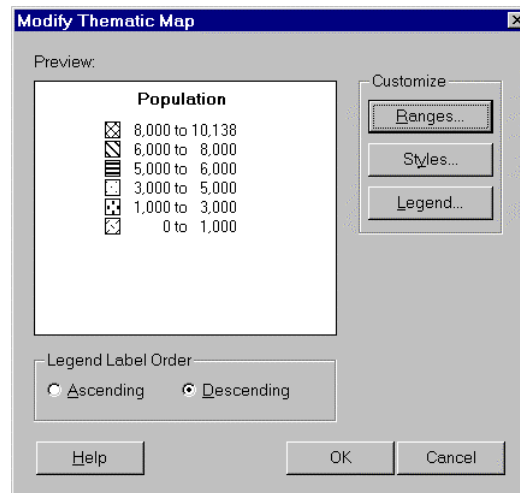 Modify Thematic Map
Preview:
Population
8,000 to 10,138
6,000 to 8,000
5,000 to 6,000
3,000 to 5,000
1,000 to 3,000
0 to 1,000
Customize
Ranges...
Styles...
Legend...
Legend Label Order
Ascending
Descending
Help
OK
Cancel